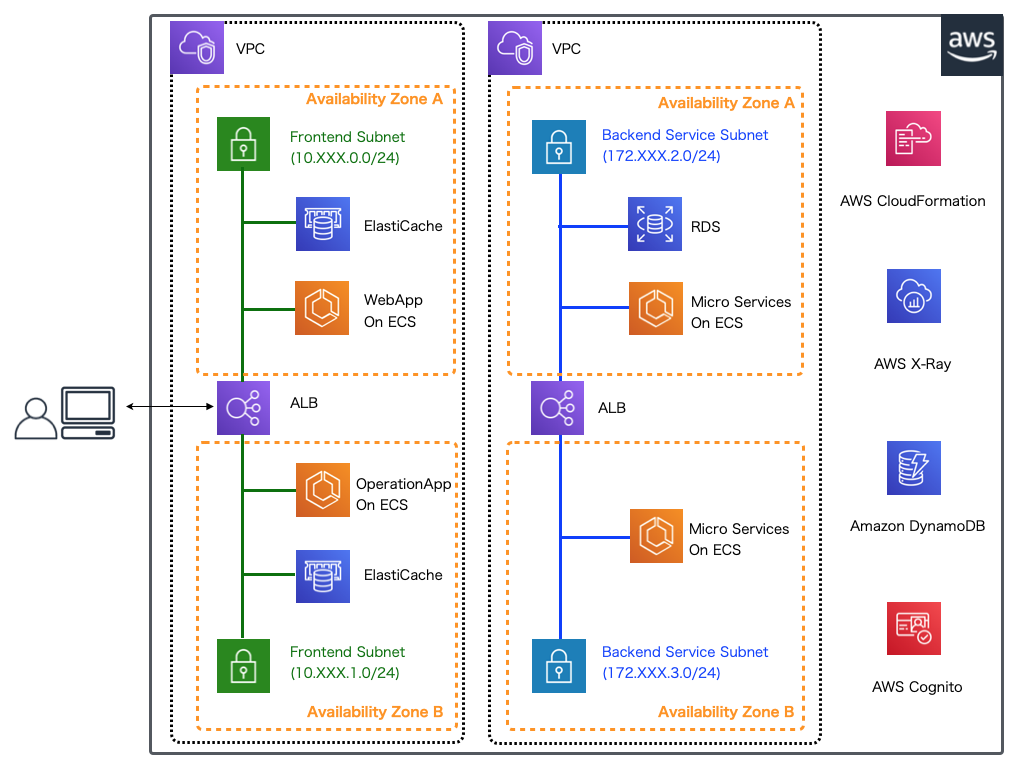 VPC
Availability Zone A
Frontend Subnet
(10.XXX.0.0/24)
ElastiCache
WebApp
On ECS
ALB
OperationApp
On ECS
ElastiCache
Frontend Subnet
(10.XXX.1.0/24)
Availability Zone B
VPC
Availability Zone A
Backend Service Subnet
(172.XXX.2.0/24)
RDS
Micro Services
On ECS
ALB
Micro Services
On ECS
Backend Service Subnet
(172.XXX.3.0/24)
Availability Zone B
aws
AWS CloudFormation
AWS X-Ray
Amazon DynamoDB
AWS Cognito